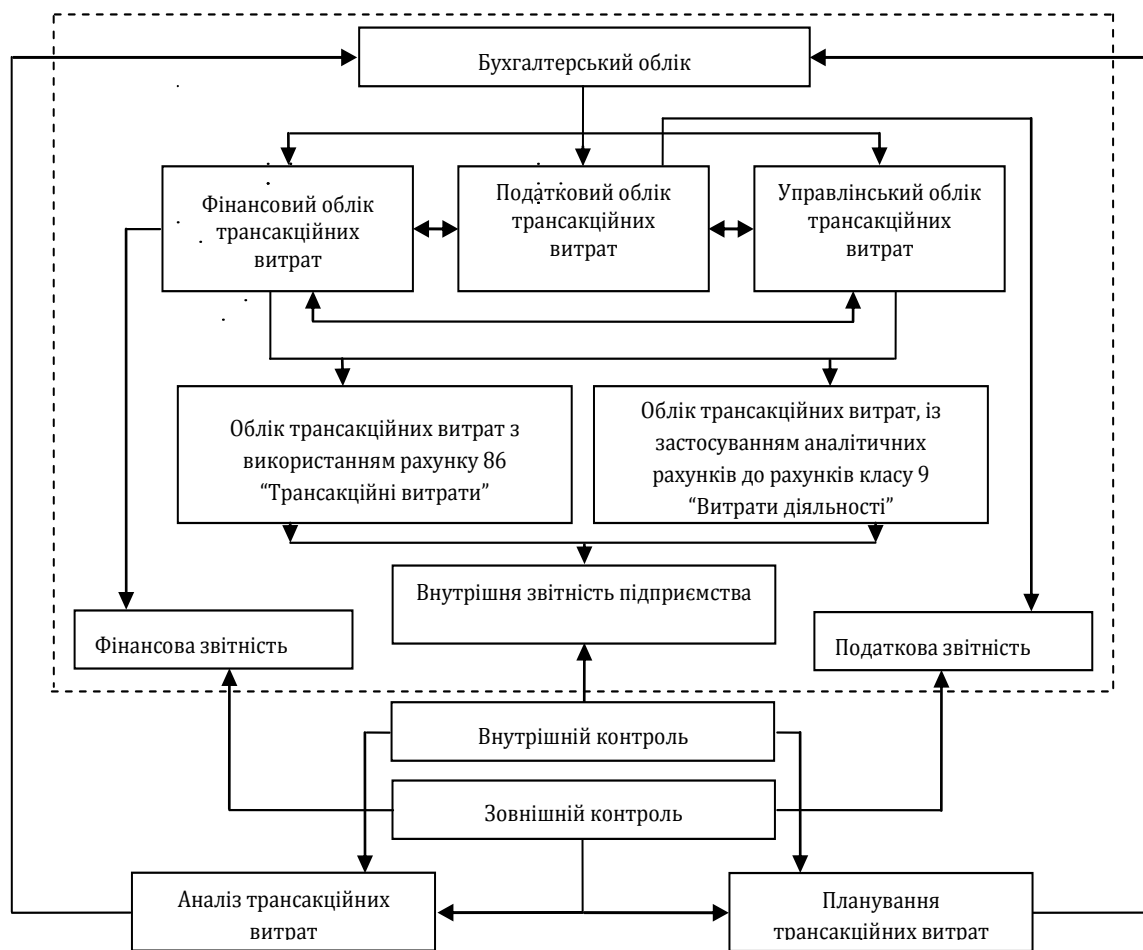 Бухгалтерський облік
Фінансовий облік
трансакційних
витрат
Податковий облік
трансакційних
витрат
Управлінський облік
трансакційних
витрат
Облік трансакційних витрат з
використанням рахунку 86
“Трансакційні витрати”
Облік трансакційних витрат, із
застосуванням аналітичних
рахунків до рахунків класу 9
“Витрати діяльності”
Внутрішня звітність підприємства
Фінансова звітність
Податкова звітність
Внутрішній контроль
Зовнішній контроль
Аналіз трансакційних
витрат
Планування
трансакційних витрат